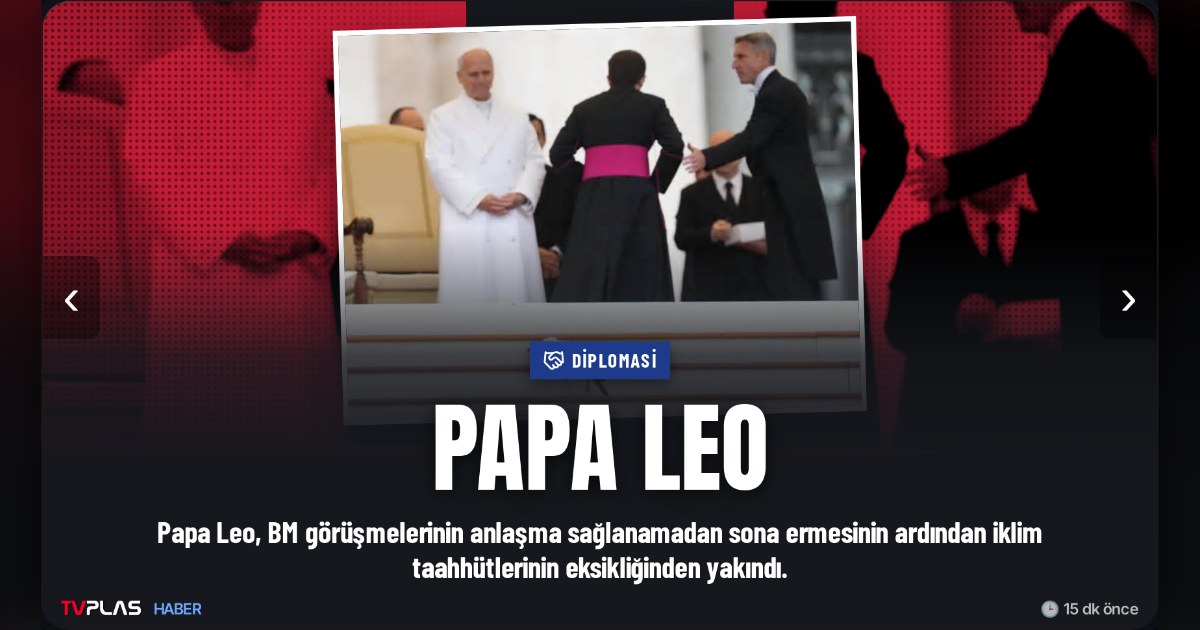 DİPLOMASİ
PAPA LEO
Papa Leo, BM görüşmelerinin anlaşma sağlanamadan sona ermesinin ardından iklim
taahhütlerinin eksikliğinden yakındı.
TVPLAS HABER
15 dk önce